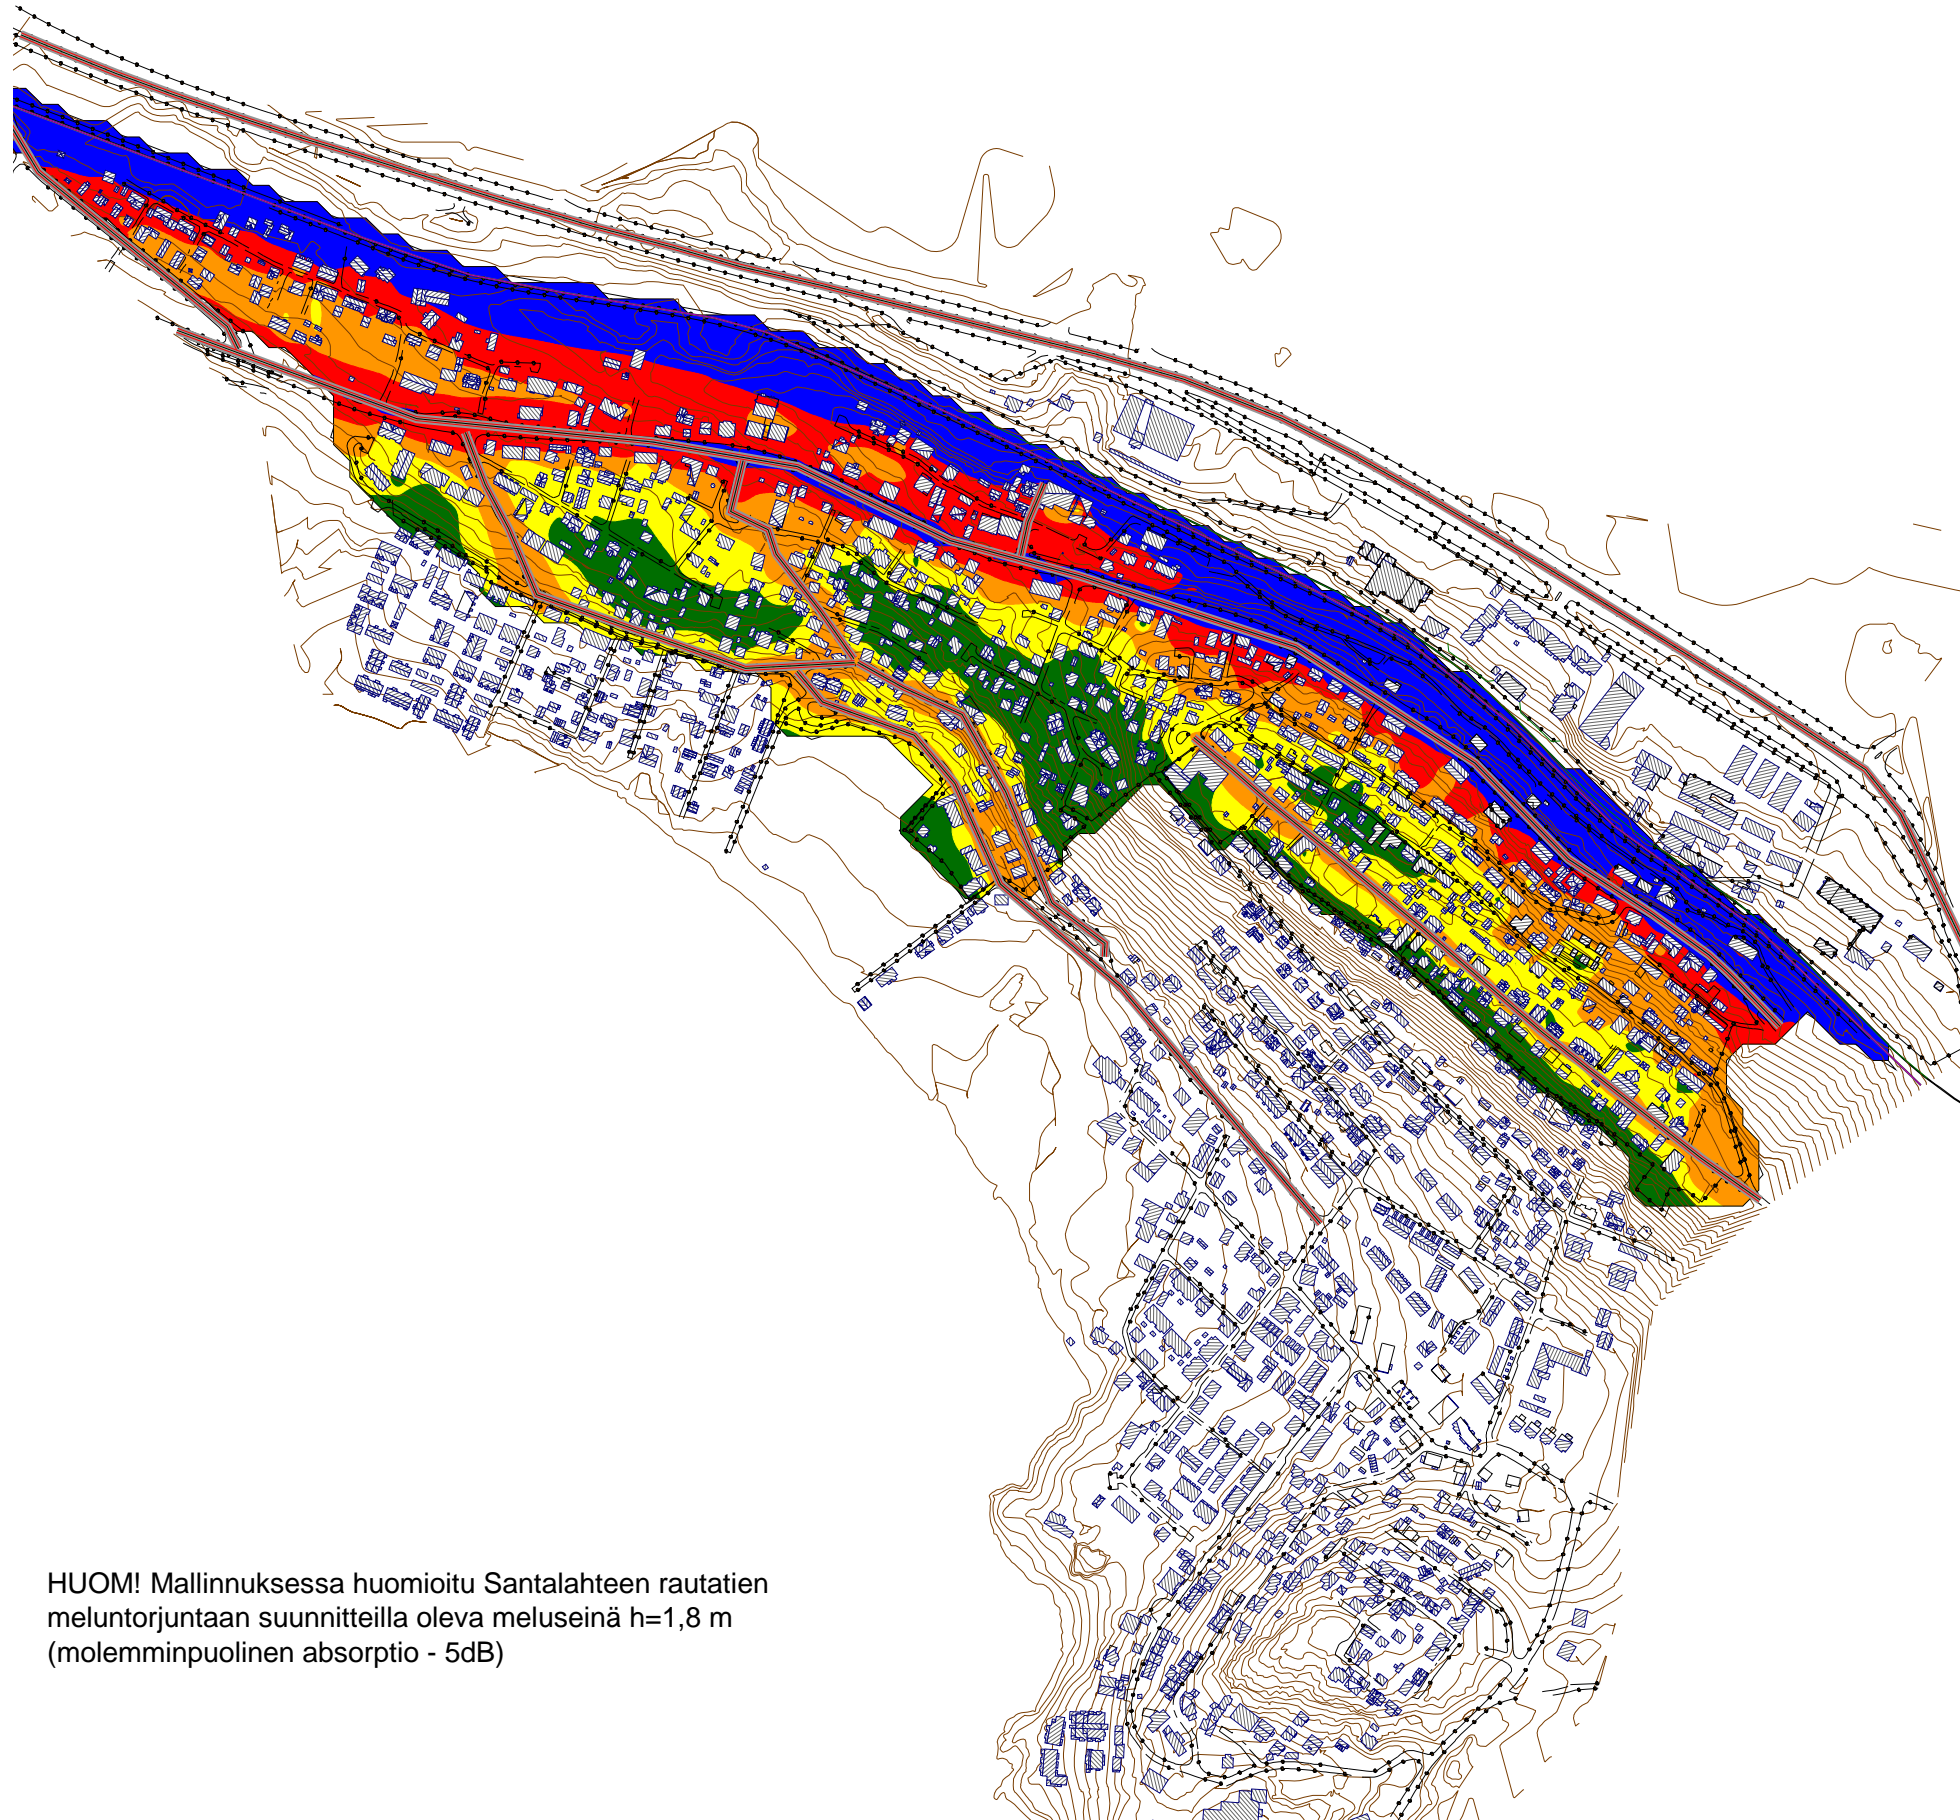 HUOM! Mallinnuksessa huomioitu Santalahteen rautatien
meluntorjuntaan suunnitteilla oleva meluseinä h=1,8 m
(molemminpuolinen absorptio - 5dB)